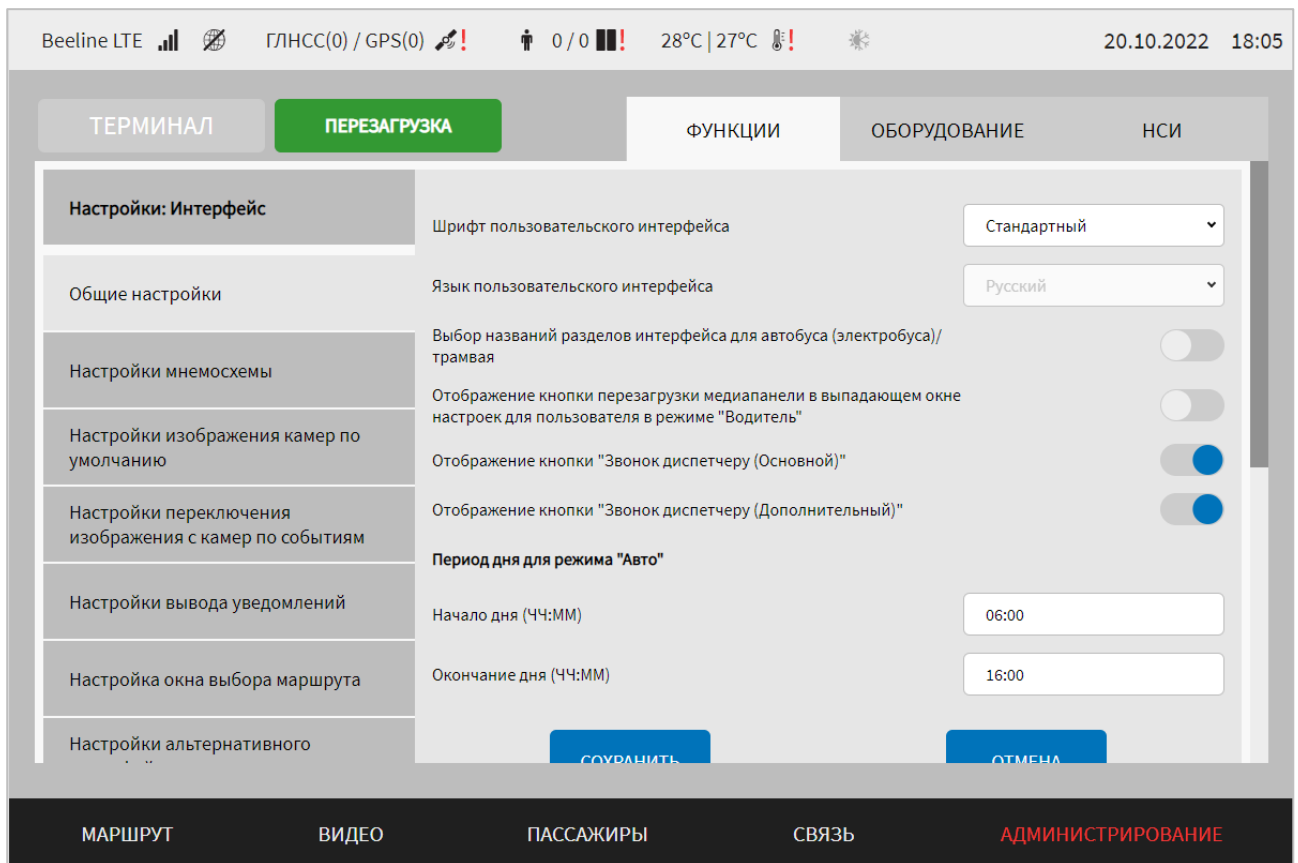 Beeline LTE ГЛНСС(0) / GPS(0) ! 0 / 0 ! 28°C | 27°C ! 20.10.2022 18:05
ТЕРМИНАЛ ПЕРЕЗАГРУЗКА ФУНКЦИИ ОБОРУДОВАНИЕ НСИ
Настройки: Интерфейс
Общие настройки
Настройки мнемосхемы
Настройки изображения камер по
умолчанию
Настройки переключения
изображения с камер по событиям
Настройки вывода уведомлений
Настройка окна выбора маршрута
Настройки альтернативного
Шрифт пользовательского интерфейса Стандартный
Язык пользовательского интерфейса Русский
Выбор названий разделов интерфейса для автобуса (электробуса)/
трамвая
Отображение кнопки перезагрузки медиапанели в выпадающем окне
настроек для пользователя в режиме "Водитель"
Отображение кнопки "Звонок диспетчеру (Основной)"
Отображение кнопки "Звонок диспетчеру (Дополнительный)"
Период дня для режима "Авто"
Начало дня (ЧЧ:ММ) 06:00
Окончание дня (ЧЧ:ММ) 16:00
СОХРАНИТЬ ОТМЕНА
МАРШРУТ ВИДЕО ПАССАЖИРЫ СВЯЗЬ АДМИНИСТРИРОВАНИЕ